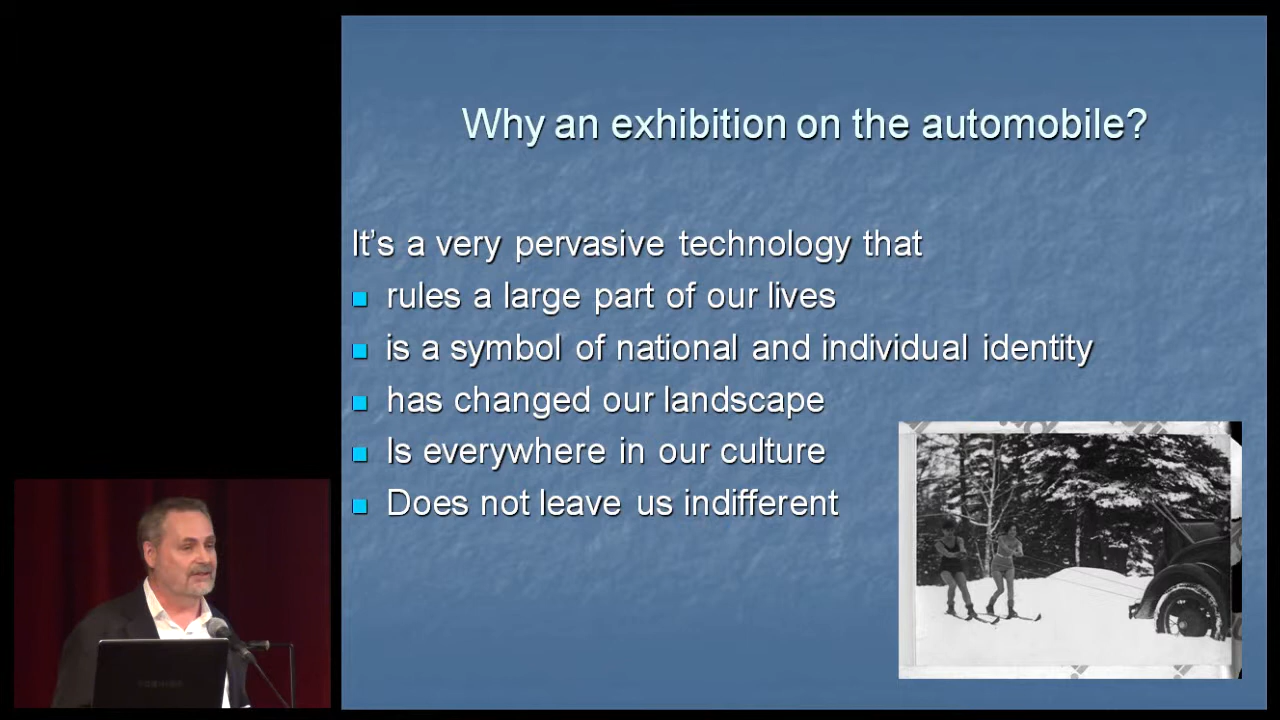 Why an exhibition on the automobile?
It's a very pervasive technology that
rules a large part of our lives
is a symbol of national and individual identity
has changed our landscape
Is everywhere in our culture
Does not leave us indifferent